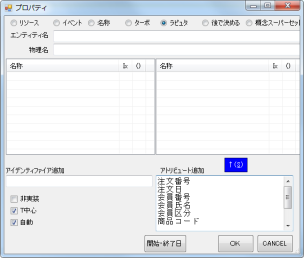 プロパティ
リソース イベント 名称 ターボ ラピュタ 後で決める 概念スーパーセット
エンティティ名
物理名
名称 () 名称 ()
T(S)
アイデンティファイア追加 アトリビュート追加
注文番号
注文日
会員番号
会員氏名
会員区分
商品コード
非実装
T中心
自動
開始・終了日 OK CANCEL